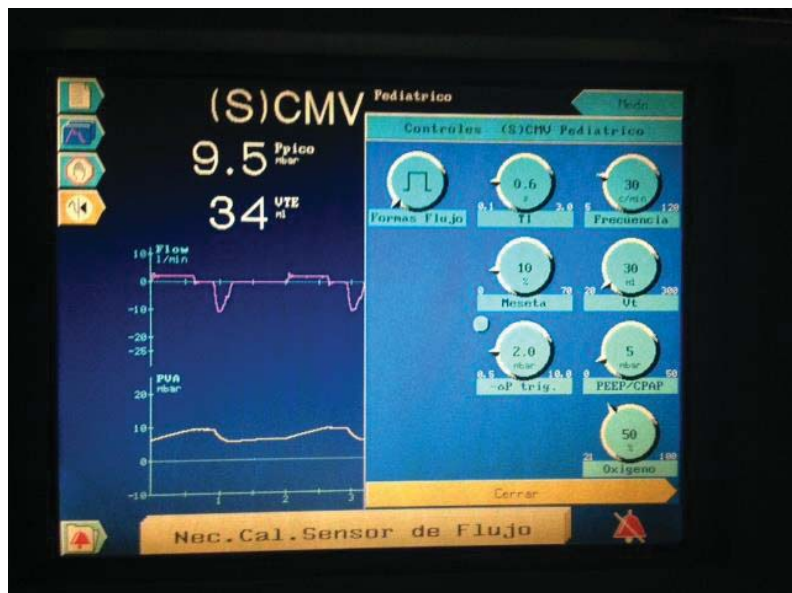 (S)CMV Pediatrico
9.5 Ppico mbar
34 VTE ml
Flow
l/min
10
0
-10
-20
-25
PVA
mbar
20
10
0
-10
1 2 3
Modo
Controles (S)CMV Pediatrico
Formas Flujo
0.6 s
0.1 3.0
TI
30 c/min
5 120
Frecuencia
10 %
0 70
Meseta
30 ml
20 300
Vt
2.0 mbar
0.5 10.0
-oP trig.
5 mbar
0 50
PEEP/CPAP
50 %
21 100
Oxigeno
Cerrar
Nec.Cal.Sensor de Flujo